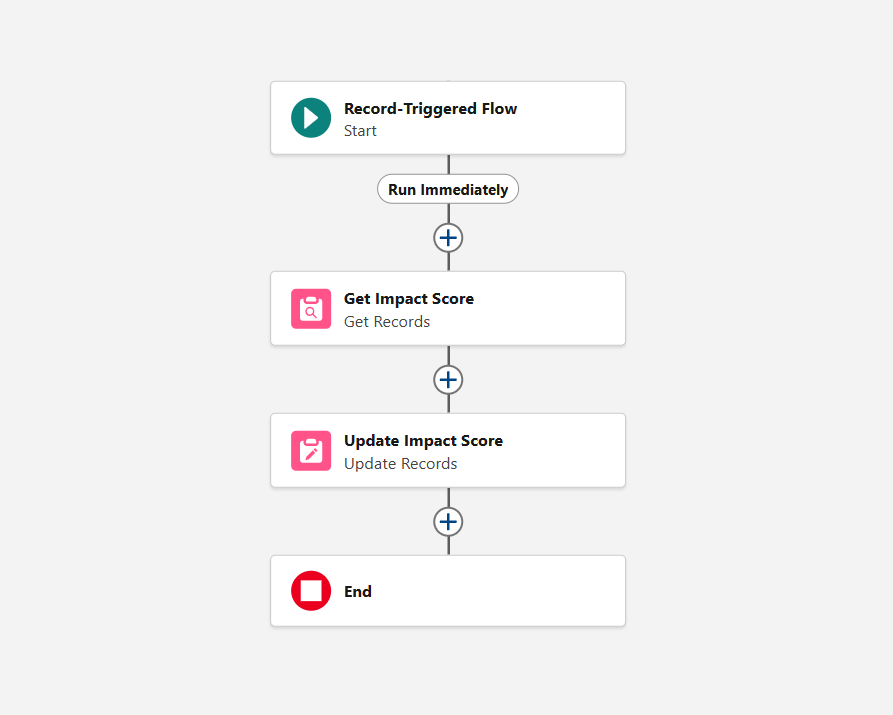 Record-Triggered Flow
Start
Run Immediately
Get Impact Score
Get Records
Update Impact Score
Update Records
End